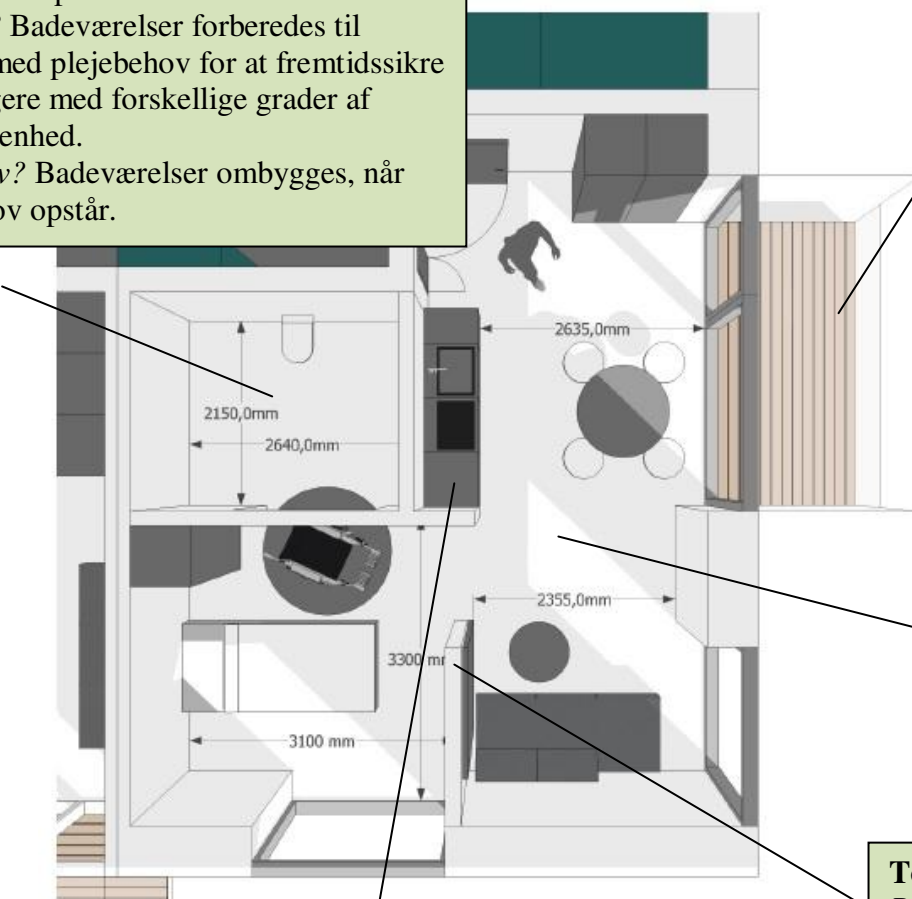 ? Badeværelser forberedes til
med plejebehov for at fremtidssikre
gere med forskellige grader af
enhed.
v? Badeværelser ombygges, når
ov opstår.
2635,0mm
2150,0mm
2640,0mm
2355,0mm
3300 mm
3100 mm